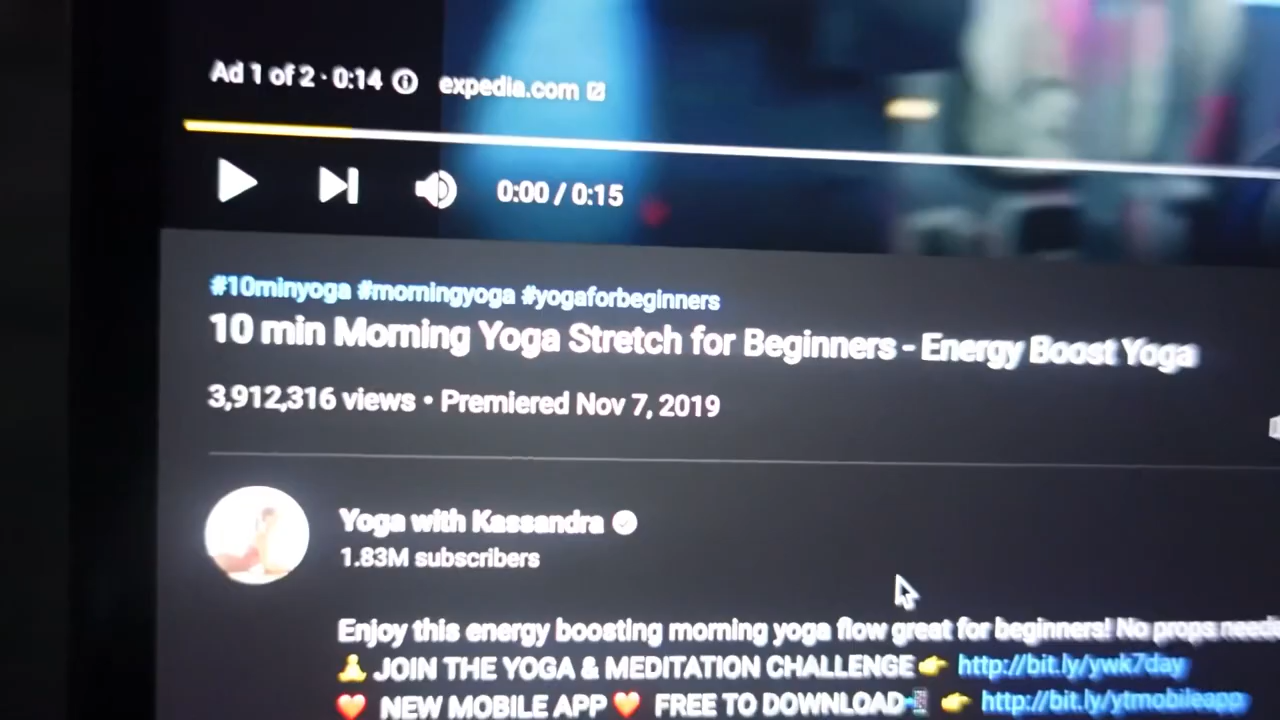 Ad 1 of 2 · 0:14 expedia.com
0:00 / 0:15
#10minyoga #morningyoga #yogaforbeginners
10 min Morning Yoga Stretch for Beginners - Energy Boost Yoga
3,912,316 views • Premiered Nov 7, 2019
Yoga with Kassandra
1.83M subscribers
Enjoy this energy boosting morning yoga flow great for beginners! No props
🧘 JOIN THE YOGA & MEDITATION CHALLENGE 👉 http://bit.ly/ywk7day
❤️ NEW MOBILE APP ❤️ FREE TO DOWNLOAD📲 👉 http://bit.ly/ytmobileapp